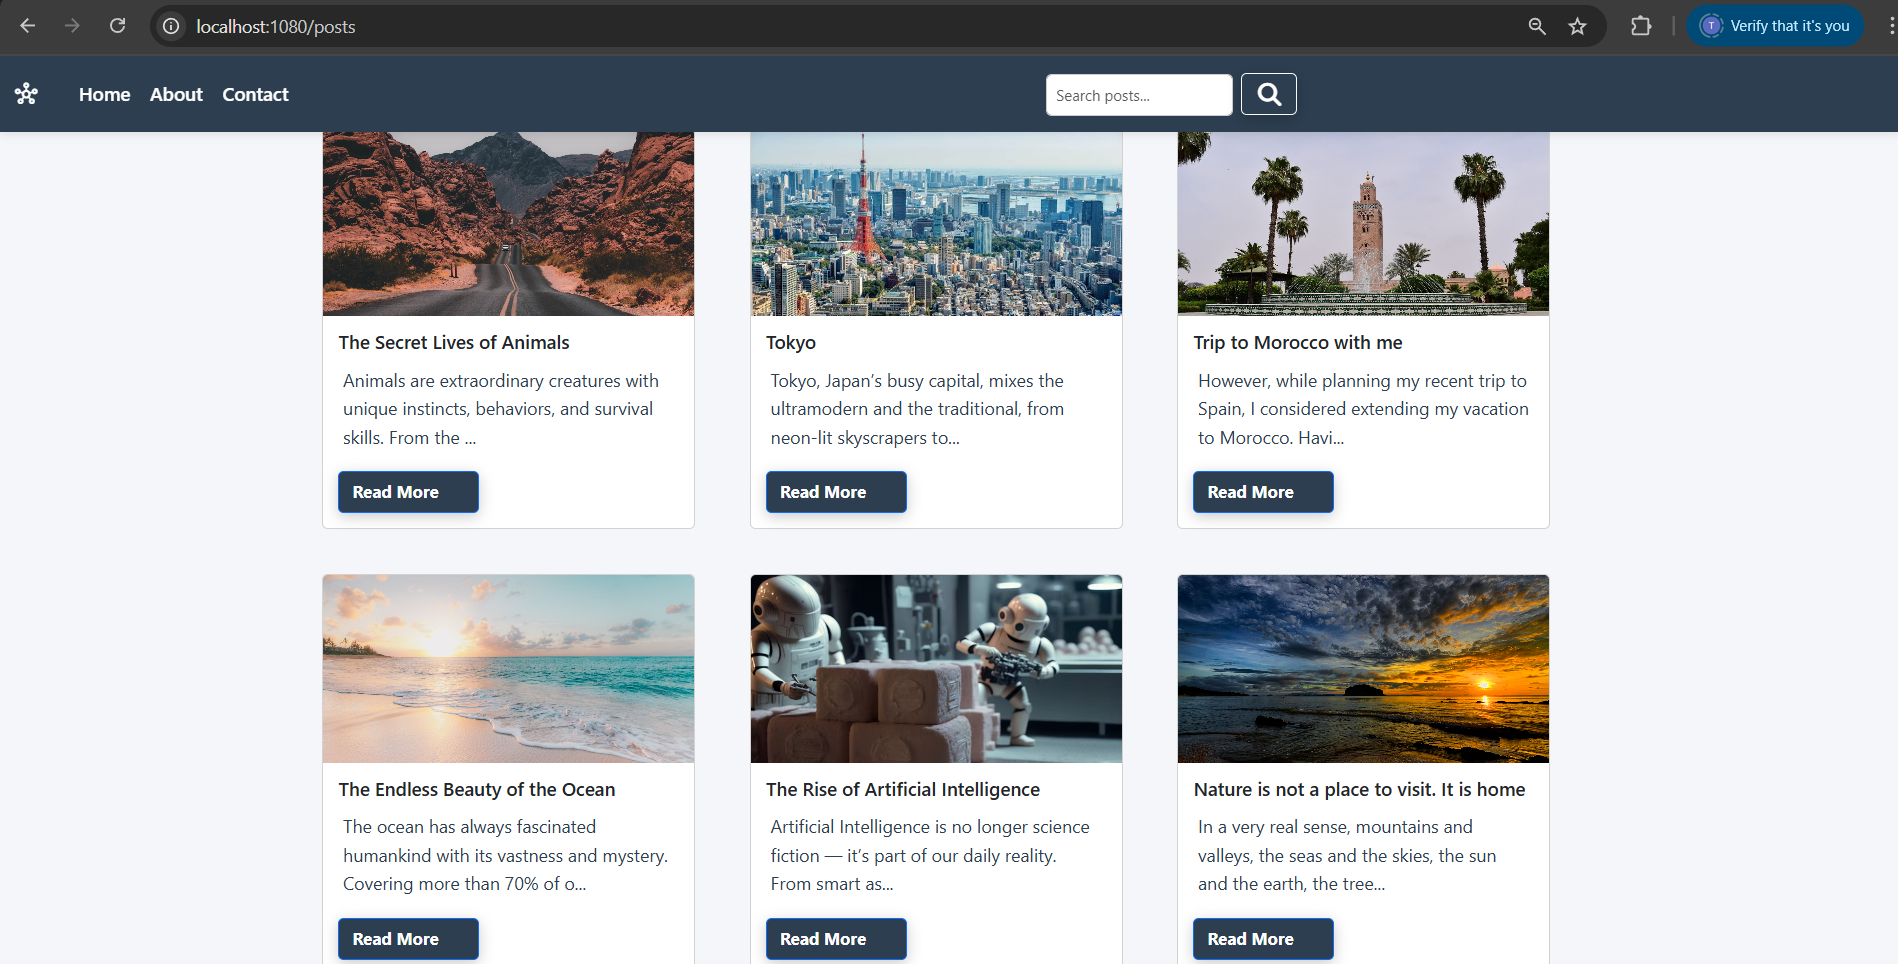 localhost:1080/posts
T Verify that it's you
Home About Contact
Search posts...
The Secret Lives of Animals
Animals are extraordinary creatures with
unique instincts, behaviors, and survival
skills. From the ...
Read More
Tokyo
Tokyo, Japan’s busy capital, mixes the
ultramodern and the traditional, from
neon-lit skyscrapers to...
Read More
Trip to Morocco with me
However, while planning my recent trip to
Spain, I considered extending my vacation
to Morocco. Havi...
Read More
The Endless Beauty of the Ocean
The ocean has always fascinated
humankind with its vastness and mystery.
Covering more than 70% of o...
Read More
The Rise of Artificial Intelligence
Artificial Intelligence is no longer science
fiction — it’s part of our daily reality.
From smart as...
Read More
Nature is not a place to visit. It is home
In a very real sense, mountains and
valleys, the seas and the skies, the sun
and the earth, the tree...
Read More